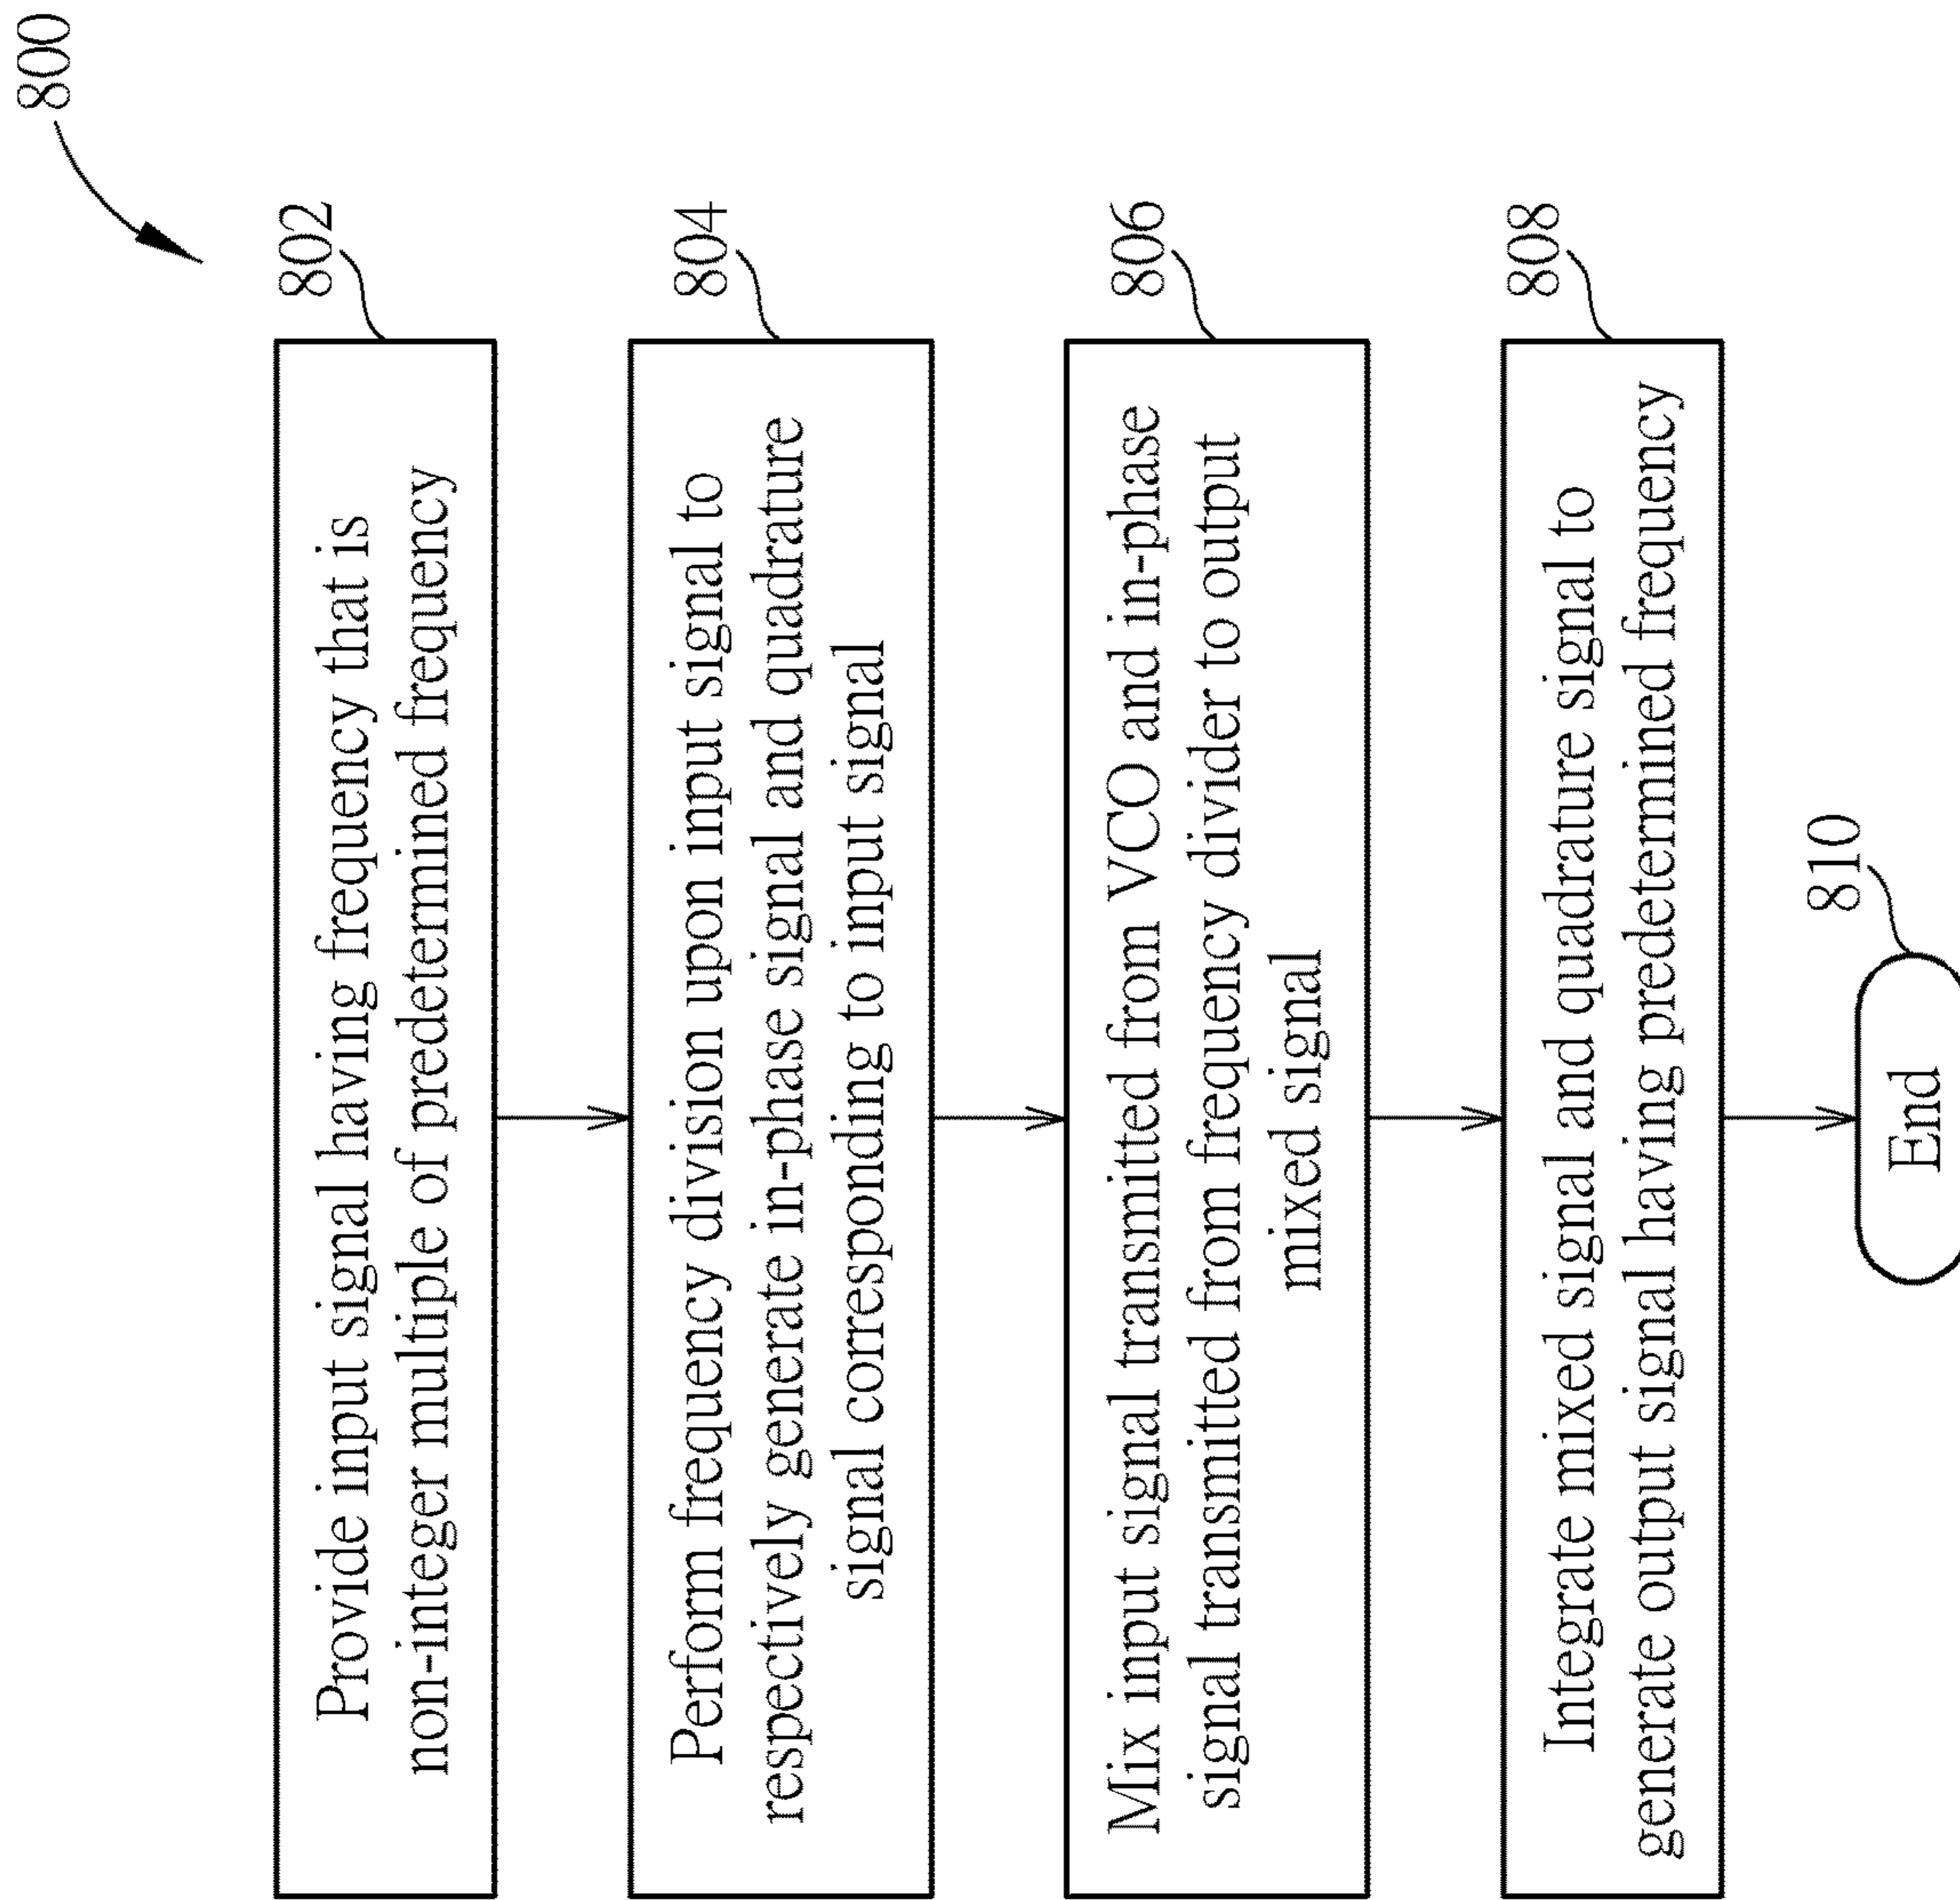 800
802
Provide input signal having frequency that is
non-integer multiple of predetermined frequency
804
Perform frequency division upon input signal to
respectively generate in-phase signal and quadrature
signal corresponding to input signal
806
Mix input signal transmitted from VCO and in-phase
signal transmitted from frequency divider to output
mixed signal
808
Integrate mixed signal and quadrature signal to
generate output signal having predetermined frequency
810
End